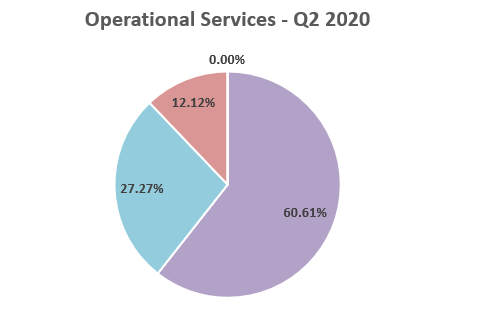 Operational Services - Q2 2020
0.00%
12.12%
27.27%
60.61%